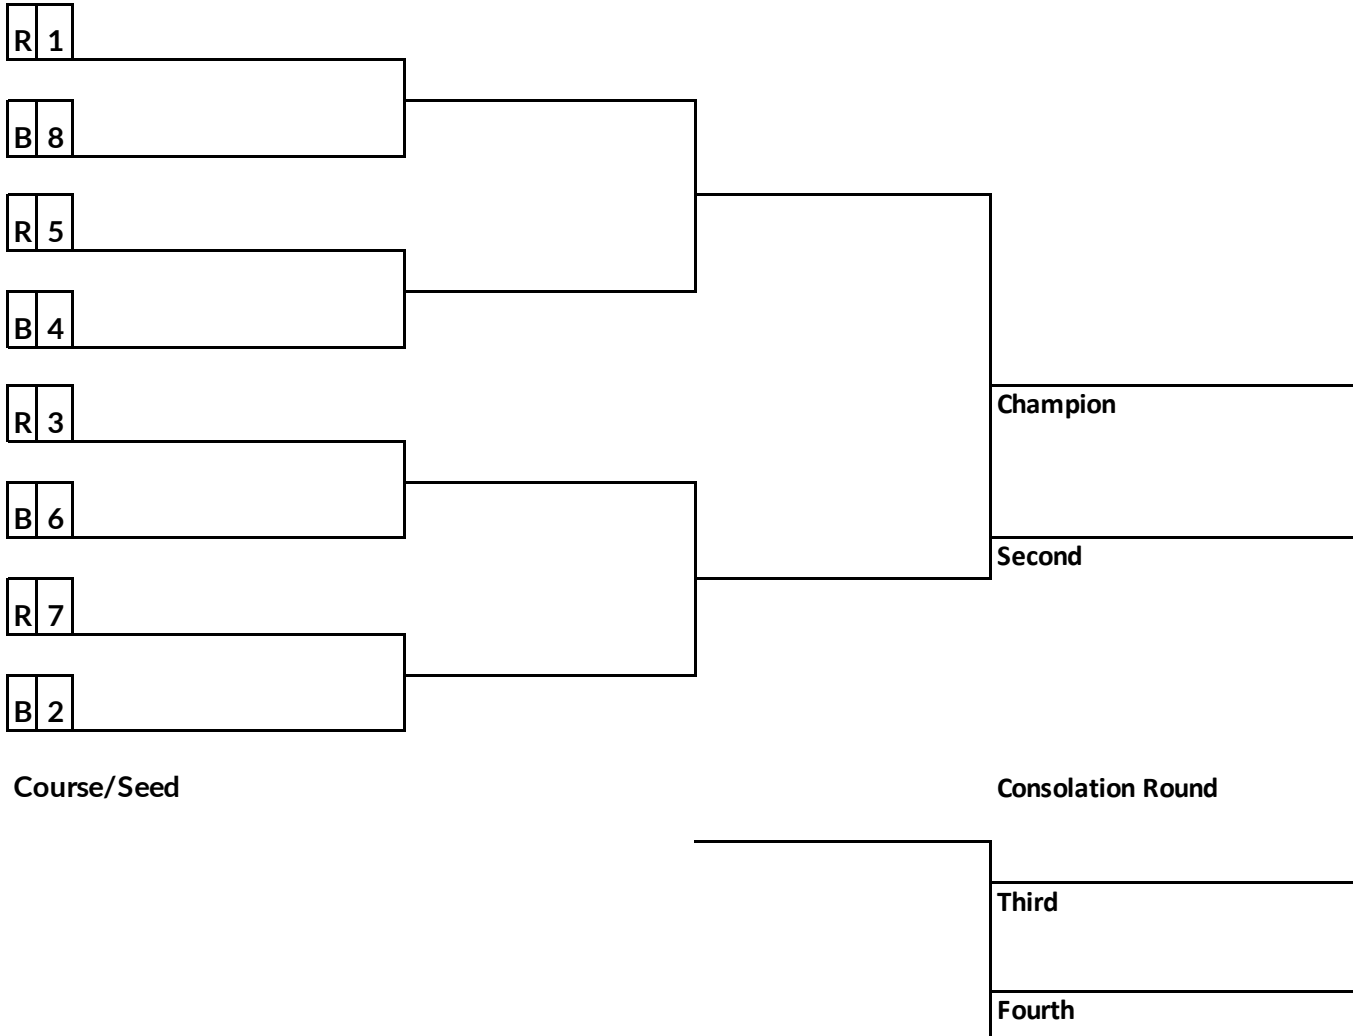 R 1
B 8
R 5
B 4
R 3
Champion
B 6
Second
R 7
B 2
Course/Seed
Consolation Round
Third
Fourth